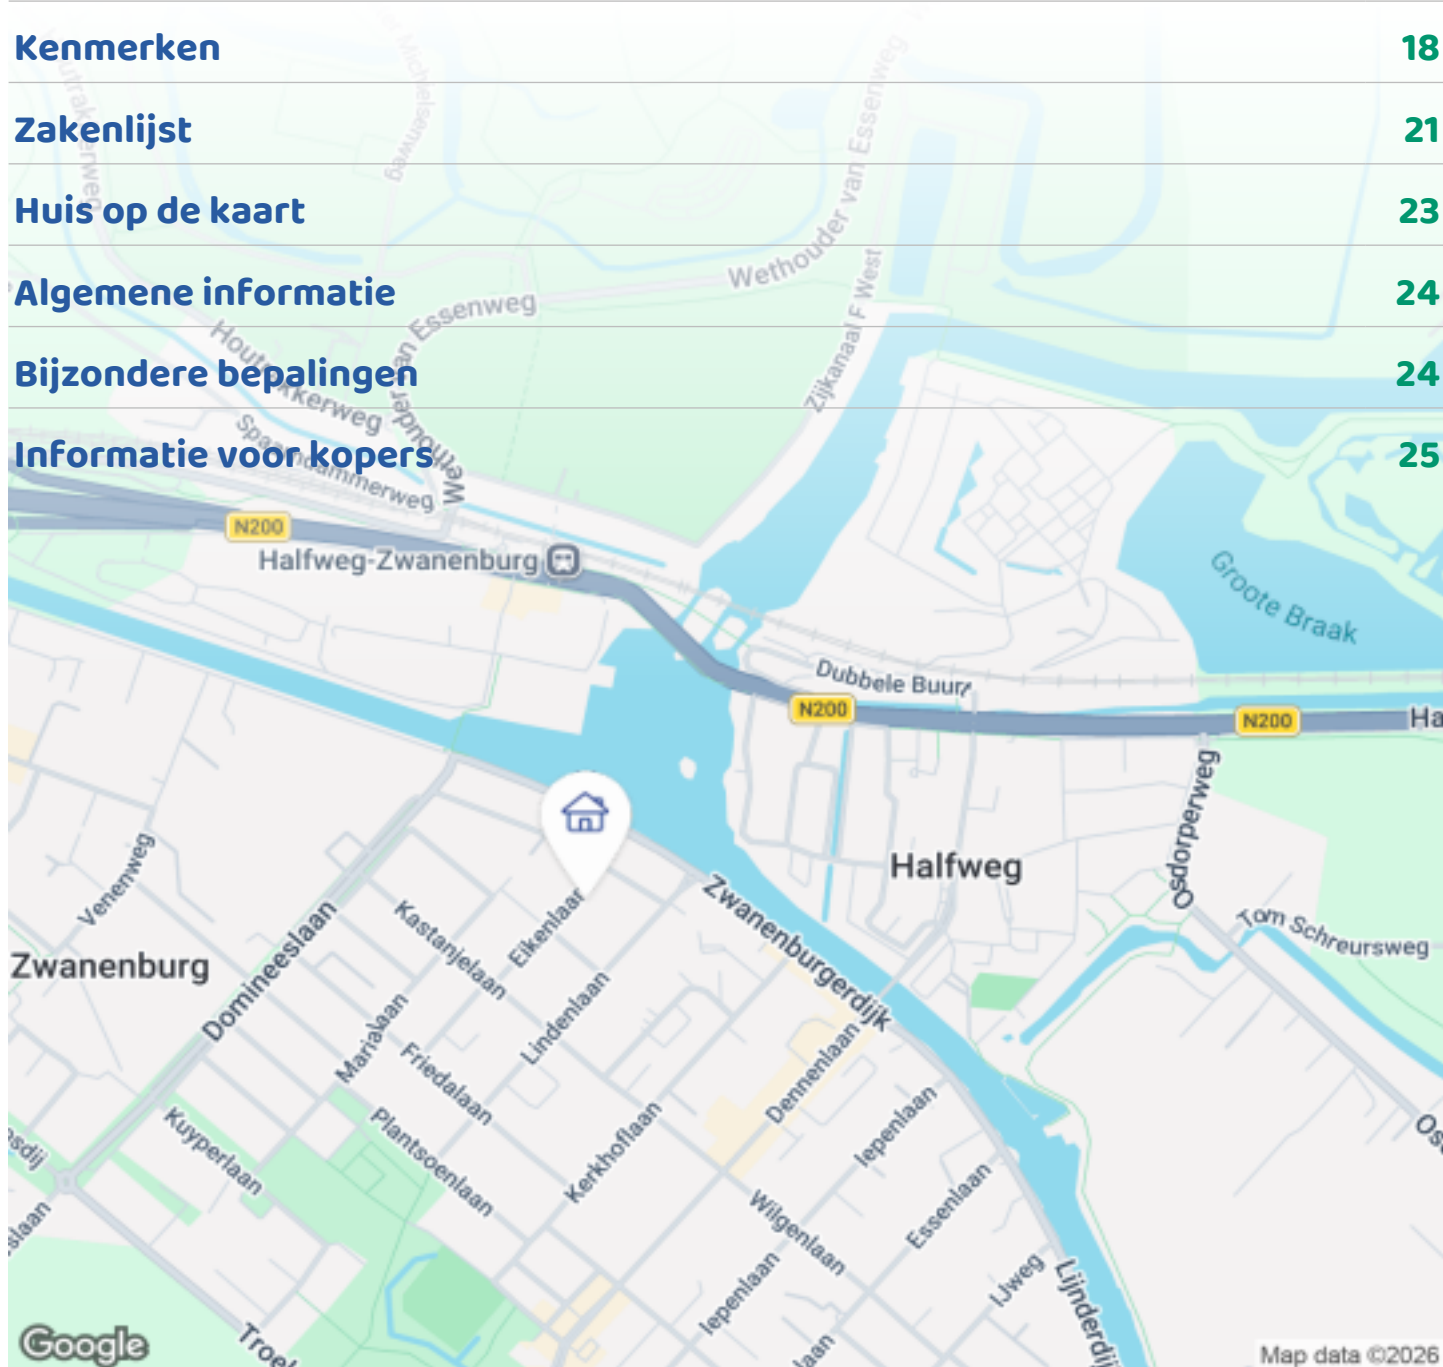 Kenmerken 18
Zakenlijst 21
Huis op de kaart 23
Algemene informatie 24
Bijzondere bepalingen 24
Informatie voor kopers 25
Michielsenweg
Wethouder van Essenweg
Zijkanaal F West
Houtrakkerweg
Spaarndammerweg
N200
Halfweg-Zwanenburg
Groote Braak
Dubbele Buurt
N200
N200
Halfweg
Osdorperweg
Tom Schreursweg
Venenweg
Zwanenburg
Domineeslaan
Kastanjelaan
Eikenlaan
Lindenlaan
Marialaan
Friedalaan
Zwanenburgerdijk
Dennenlaan
Iepenlaan
Kuyperlaan
Plantsoenlaan
Kerkhoflaan
Wilgenlaan
Essenlaan
Iepenlaan
IJweg
Google
Map data ©2026